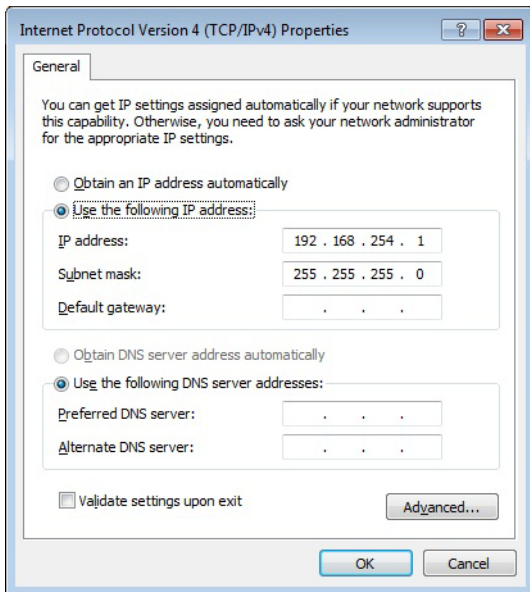 Internet Protocol Version 4 (TCP/IPv4) Properties
General
You can get IP settings assigned automatically if your network supports
this capability. Otherwise, you need to ask your network administrator
for the appropriate IP settings.
Obtain an IP address automatically
Use the following IP address:
IP address: 192 . 168 . 254 . 1
Subnet mask: 255 . 255 . 255 . 0
Default gateway: . . .
Obtain DNS server address automatically
Use the following DNS server addresses:
Preferred DNS server: . . .
Alternate DNS server: . . .
Validate settings upon exit
Advanced...
OK Cancel